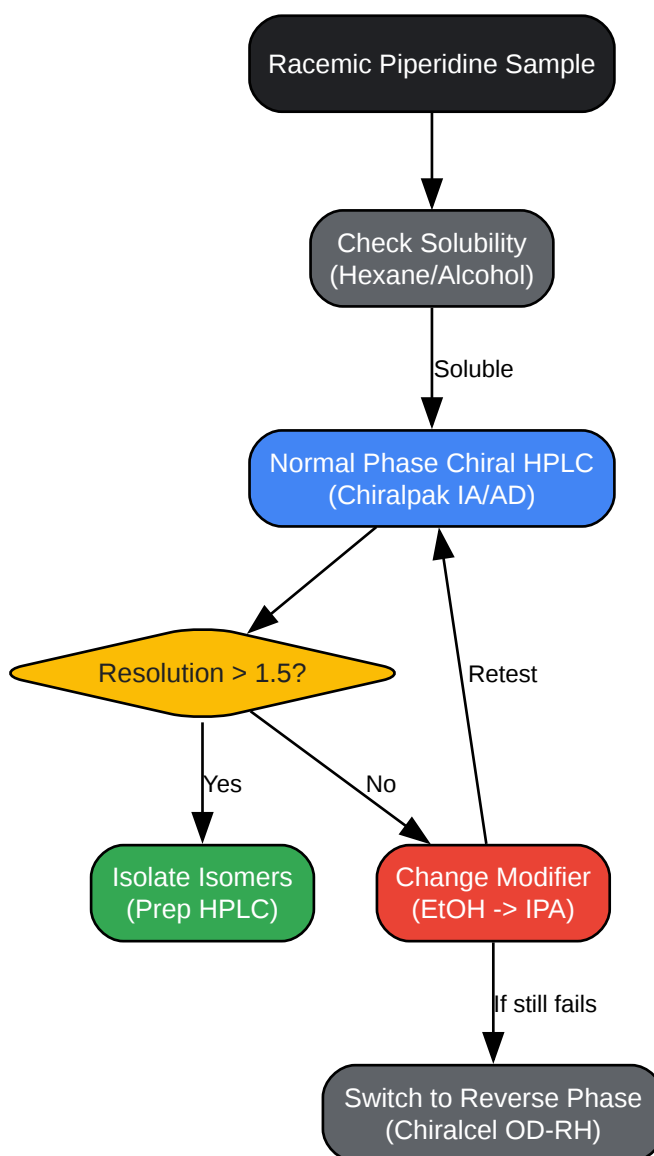 Racemic Piperidine Sample
Check Solubility
(Hexane/Alcohol)
Soluble
Normal Phase Chiral HPLC
(Chiralpak IA/AD)
Resolution > 1.5?
Retest
Yes
No
Isolate Isomers
(Prep HPLC)
Change Modifier
(EtOH -> IPA)
If still fails
Switch to Reverse Phase
(Chiralcel OD-RH)